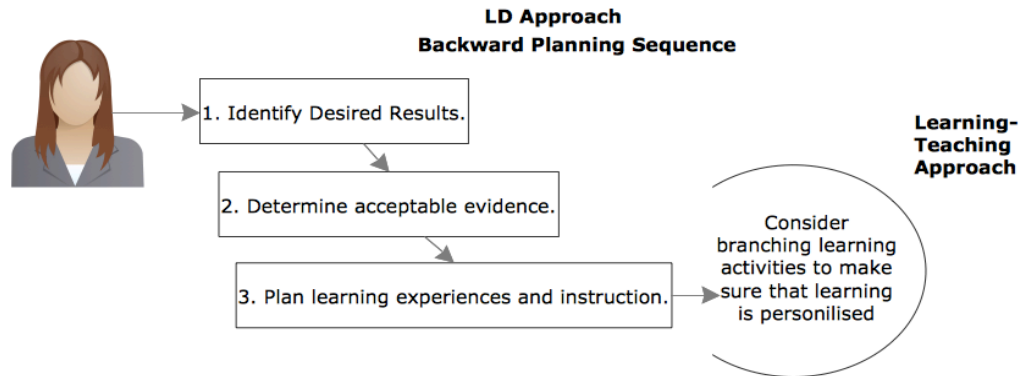 LD Approach
Backward Planning Sequence
1. Identify Desired Results.
2. Determine acceptable evidence.
3. Plan learning experiences and instruction.
Learning-
Teaching
Approach
Consider
branching learning
activities to make
sure that learning
is personilised